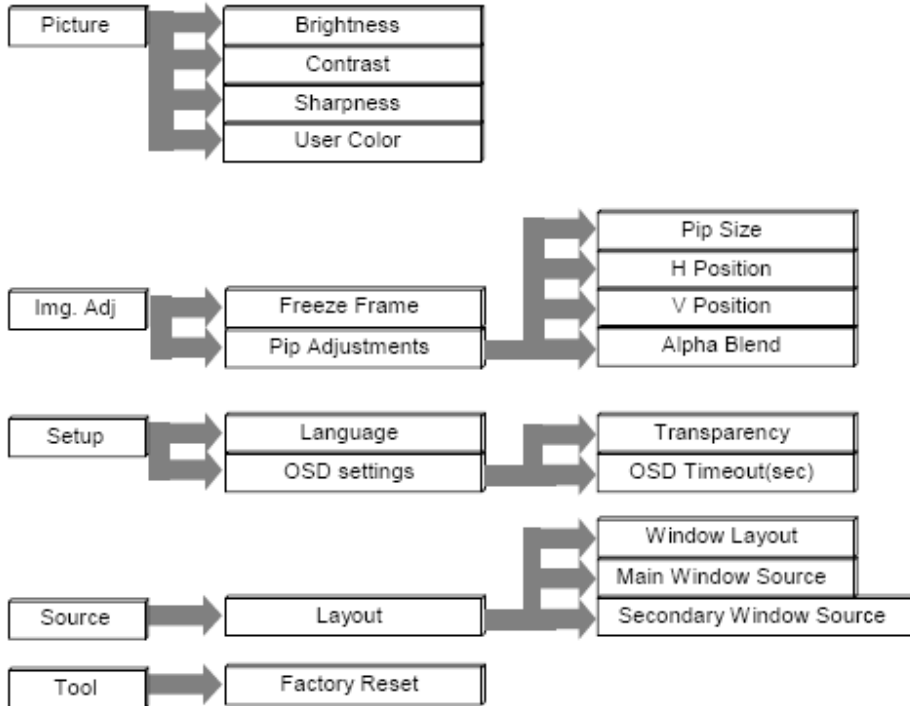 Picture
Brightness
Contrast
Sharpness
User Color
Img. Adj
Freeze Frame
Pip Adjustments
Pip Size
H Position
V Position
Alpha Blend
Setup
Language
OSD settings
Transparency
OSD Timeout(sec)
Source
Layout
Window Layout
Main Window Source
Secondary Window Source
Tool
Factory Reset